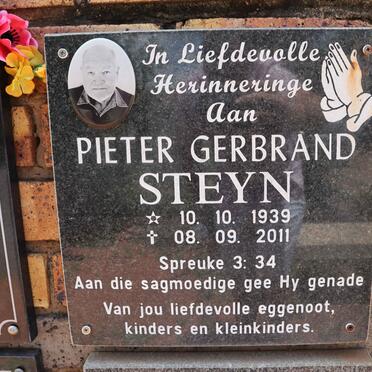 In Liefdevolle
Herinneringe
Aan
PIETER GERBRAND
STEYN
☆ 10. 10. 1939
✝ 08. 09. 2011
Spreuke 3: 34
Aan die sagmoedige gee Hy genade
Van jou liefdevolle eggenoot,
kinders en kleinkinders.